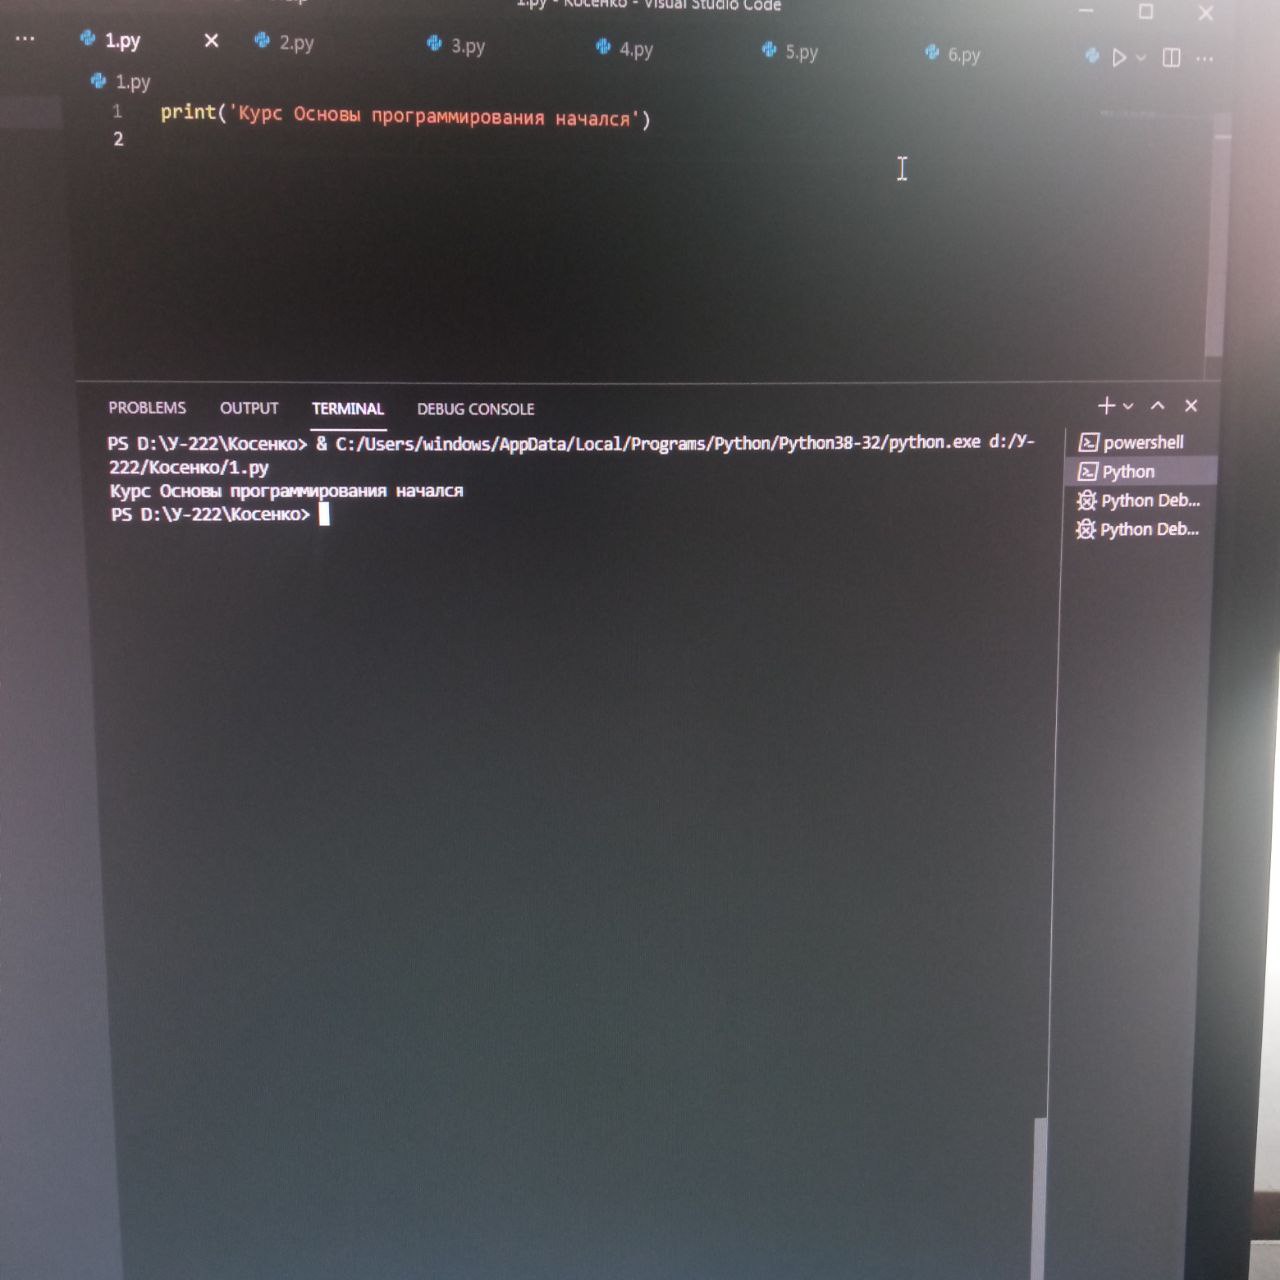 1.py - Косенко - Visual Studio Code
1.py 2.py 3.py 4.py 5.py 6.py
1.py
1 print('Курс Основы программирования начался')
2
PROBLEMS OUTPUT TERMINAL DEBUG CONSOLE
PS D:\У-222\Косенко> & C:/Users/windows/AppData/Local/Programs/Python/Python38-32/python.exe d:/У-
222/Косенко/1.py
Курс Основы программирования начался
PS D:\У-222\Косенко>
powershell
Python
Python Deb...
Python Deb...